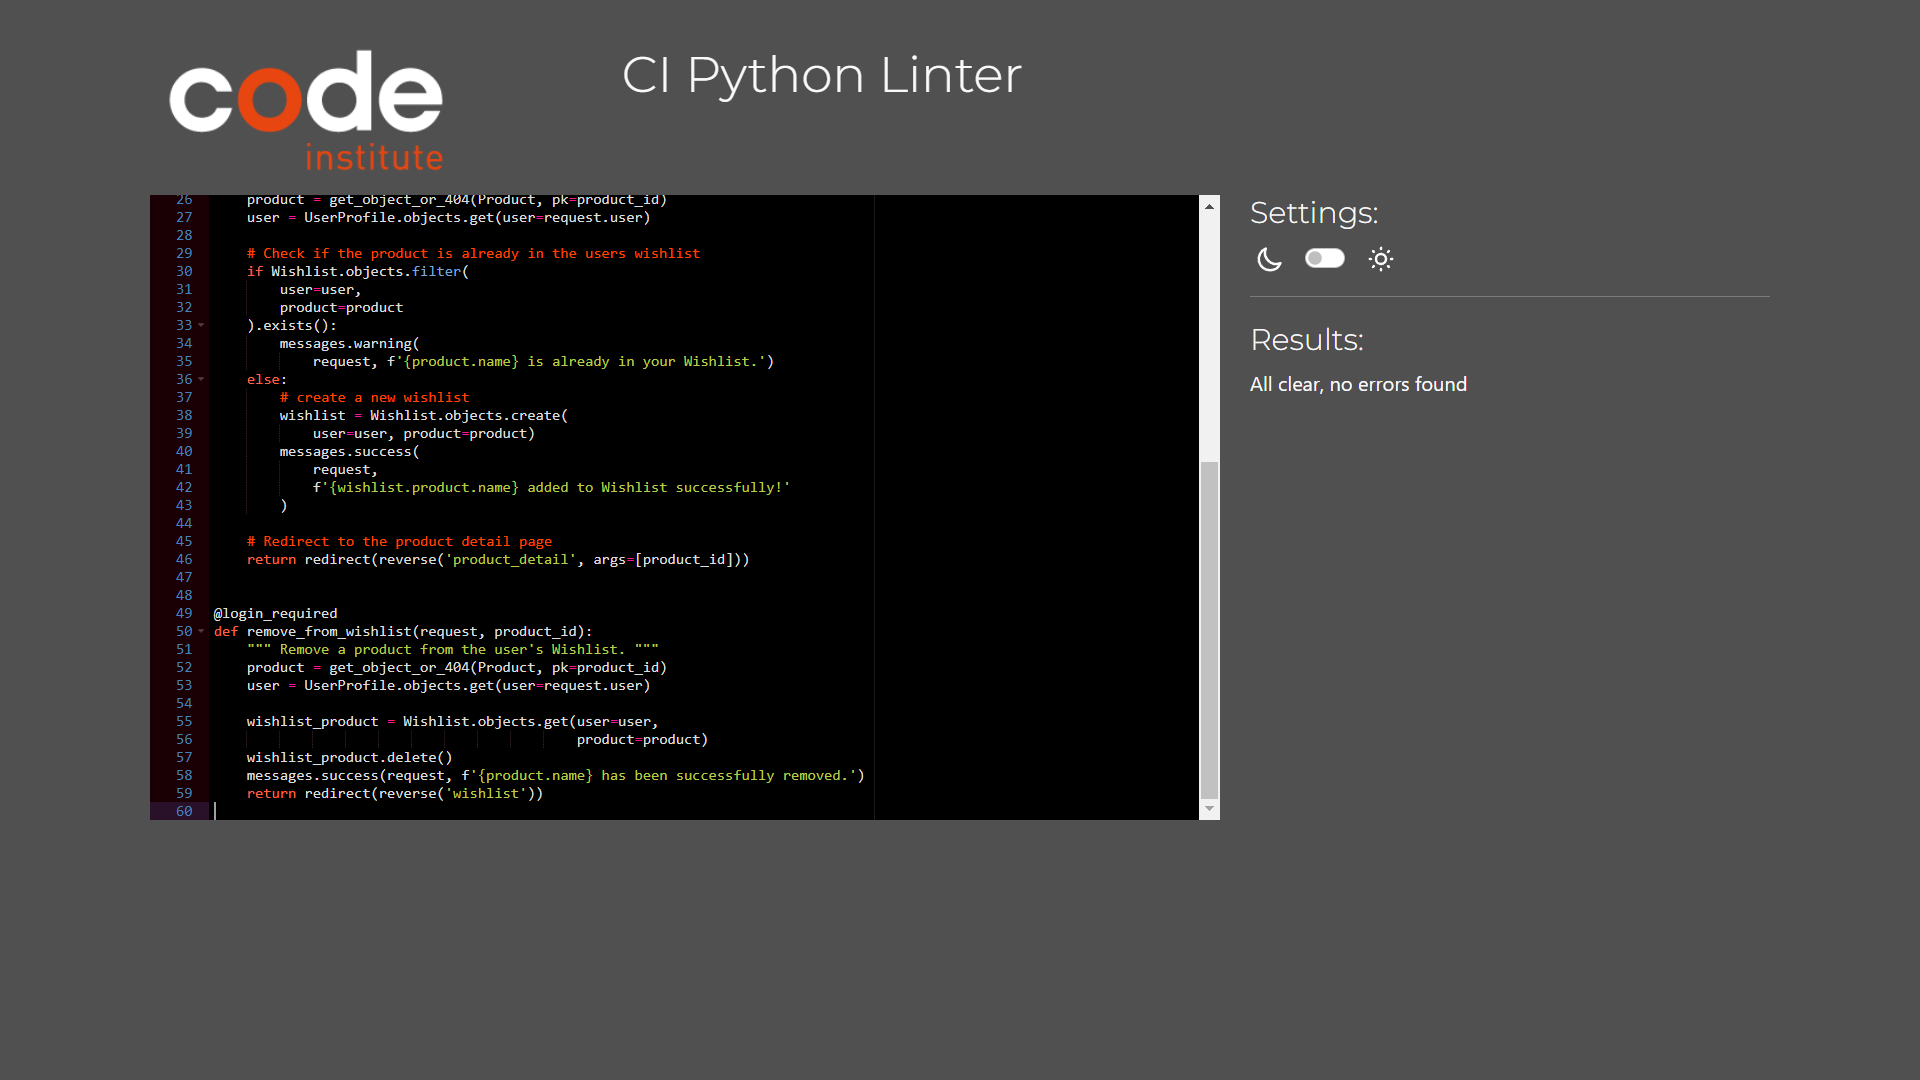 code
institute
CI Python Linter
26     product = get_object_or_404(Product, pk=product_id)
27     user = UserProfile.objects.get(user=request.user)
28
29     # Check if the product is already in the users wishlist
30     if Wishlist.objects.filter(
31         user=user,
32         product=product
33     ).exists():
34         messages.warning(
35             request, f'{product.name} is already in your Wishlist.')
36     else:
37         # create a new wishlist
38         wishlist = Wishlist.objects.create(
39             user=user, product=product)
40         messages.success(
41             request,
42             f'{wishlist.product.name} added to Wishlist successfully!'
43         )
44
45     # Redirect to the product detail page
46     return redirect(reverse('product_detail', args=[product_id]))
47
48
49 @login_required
50 def remove_from_wishlist(request, product_id):
51     """ Remove a product from the user's Wishlist. """
52     product = get_object_or_404(Product, pk=product_id)
53     user = UserProfile.objects.get(user=request.user)
54
55     wishlist_product = Wishlist.objects.get(user=user,
56                                             product=product)
57     wishlist_product.delete()
58     messages.success(request, f'{product.name} has been successfully removed.')
59     return redirect(reverse('wishlist'))
60
Settings:
Results:
All clear, no errors found